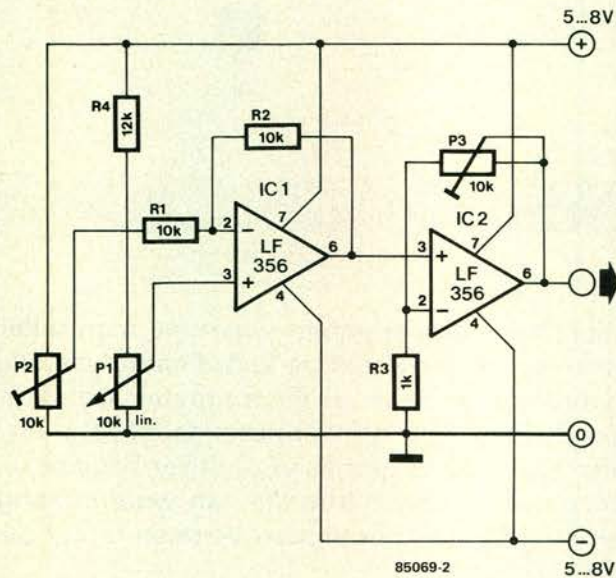 5...8V
+
R4
12k
R2
10k
P3
10k
IC1
R1
10k
2
−
7
LF
356
6
3
+
4
IC2
3
+
7
LF
356
6
2
−
4
P2
10k
P1
10k
lin.
R3
1k
0
−
85069-2
5...8V